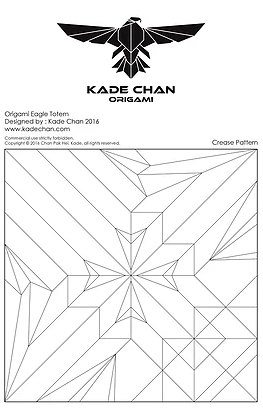 KADE CHAN
ORIGAMI
Origami Eagle Totem
Designed by : Kade Chan 2016
www.kadechan.com
Commercial use strictly forbidden.
Copyright © 2016 Chan Pak Hei, Kade, all rights reserved.
Crease Pattern